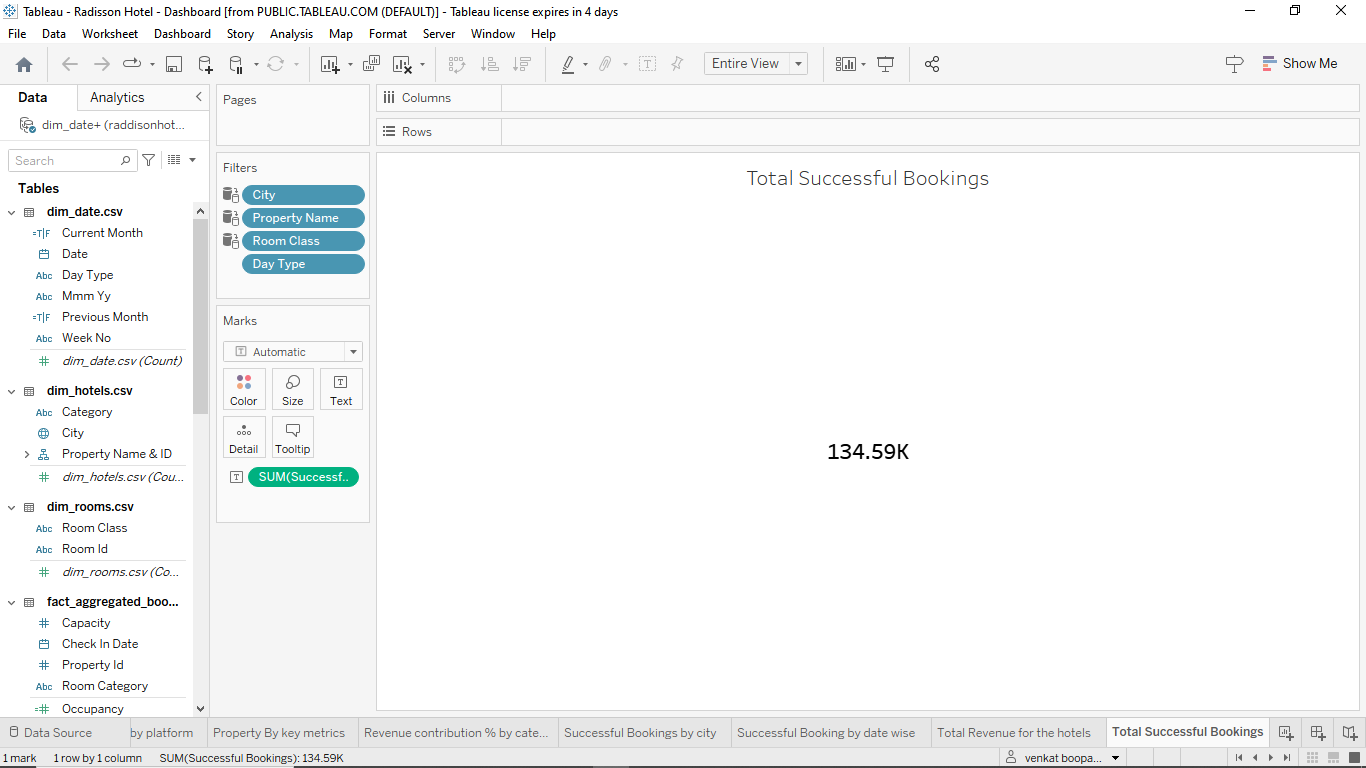 Tableau - Radisson Hotel - Dashboard [from PUBLIC.TABLEAU.COM (DEFAULT)] - Tableau license expires in 4 days
File Data Worksheet Dashboard Story Analysis Map Format Server Window Help
Entire View
Show Me
Data Analytics
dim_date+ (raddisonhot...
Search
Tables
dim_date.csv
=T|F Current Month
Date
Abc Day Type
Abc Mmm Yy
=T|F Previous Month
Abc Week No
# dim_date.csv (Count)
dim_hotels.csv
Abc Category
City
Property Name & ID
# dim_hotels.csv (Cou...
dim_rooms.csv
Abc Room Class
Abc Room Id
# dim_rooms.csv (Co...
fact_aggregated_boo...
# Capacity
Check In Date
# Property Id
Abc Room Category
=# Occupancy
Pages
Filters
City
Property Name
Room Class
Day Type
Marks
T Automatic
Color Size Text
Detail Tooltip
T SUM(Successf..
Columns
Rows
Total Successful Bookings
134.59K
Data Source by platform Property By key metrics Revenue contribution % by cate... Successful Bookings by city Successful Booking by date wise Total Revenue for the hotels Total Successful Bookings
1 mark 1 row by 1 column SUM(Successful Bookings): 134.59K venkat boopa...